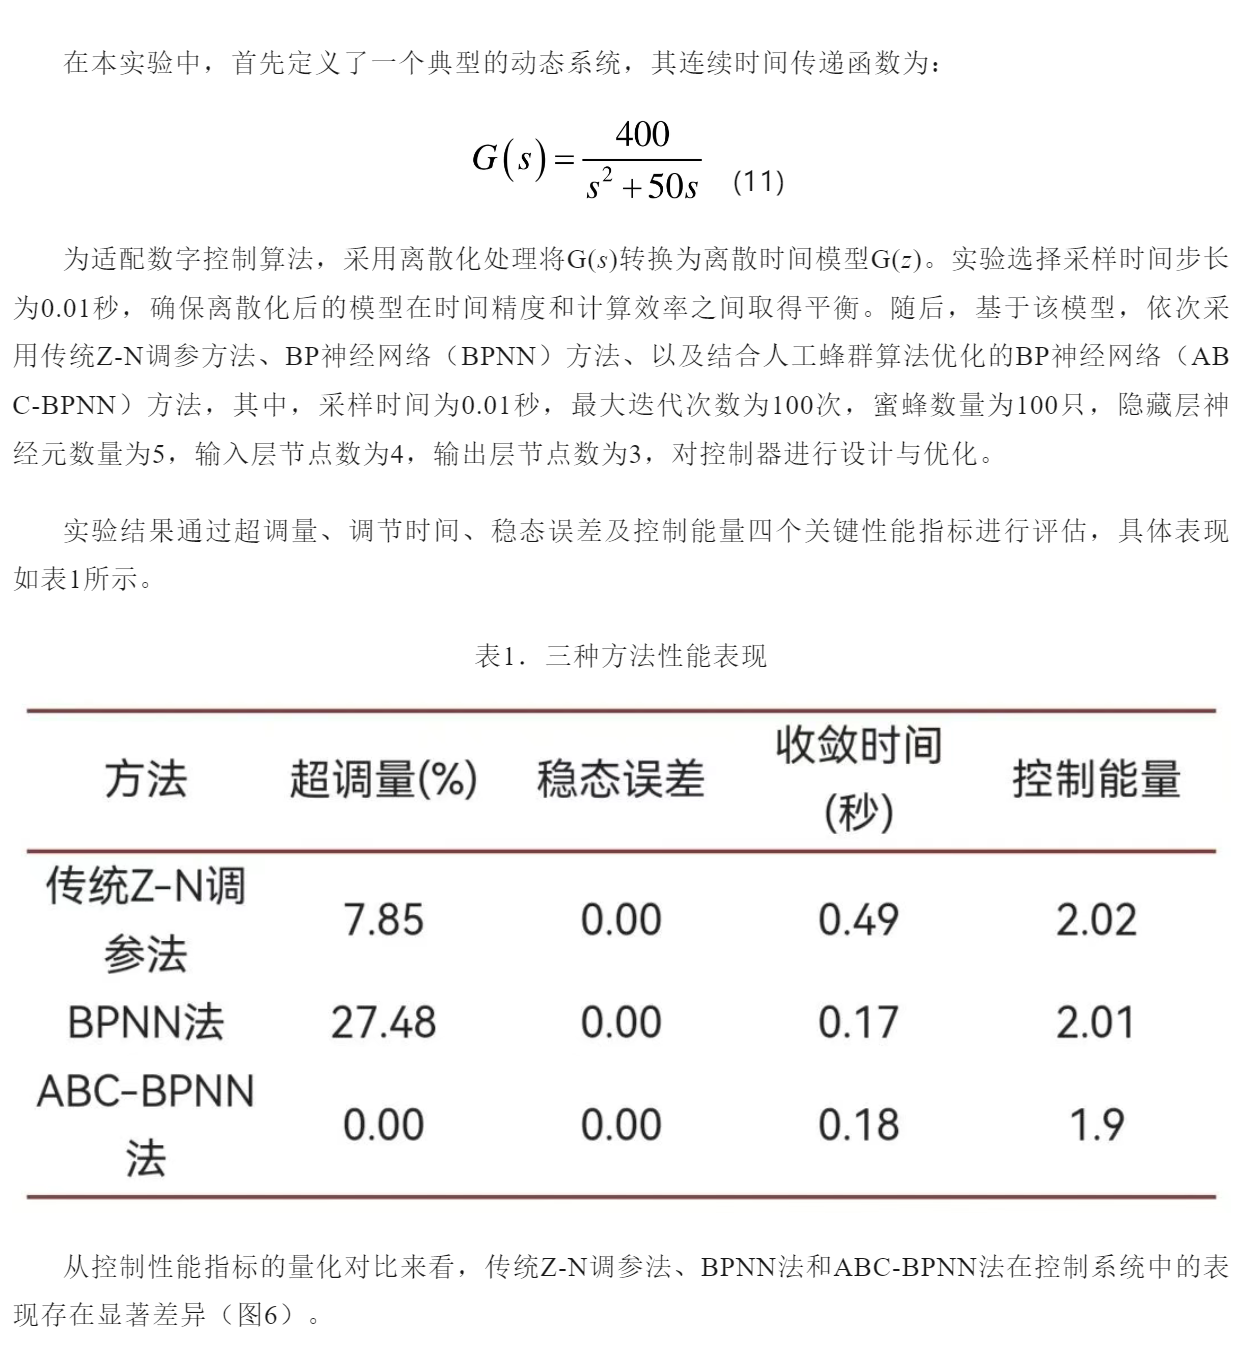 在本实验中，首先定义了一个典型的动态系统，其连续时间传递函数为：
G(s)=400/(s²+50s) (11)
为适配数字控制算法，采用离散化处理将G(s)转换为离散时间模型G(z)。实验选择采样时间步长
为0.01秒，确保离散化后的模型在时间精度和计算效率之间取得平衡。随后，基于该模型，依次采
用传统Z-N调参方法、BP神经网络（BPNN）方法、以及结合人工蜂群算法优化的BP神经网络（AB
C-BPNN）方法，其中，采样时间为0.01秒，最大迭代次数为100次，蜜蜂数量为100只，隐藏层神
经元数量为5，输入层节点数为4，输出层节点数为3，对控制器进行设计与优化。
实验结果通过超调量、调节时间、稳态误差及控制能量四个关键性能指标进行评估，具体表现
如表1所示。
表1．三种方法性能表现
方法 超调量(%) 稳态误差 收敛时间(秒) 控制能量
传统Z-N调参法 7.85 0.00 0.49 2.02
BPNN法 27.48 0.00 0.17 2.01
ABC-BPNN法 0.00 0.00 0.18 1.9
从控制性能指标的量化对比来看，传统Z-N调参法、BPNN法和ABC-BPNN法在控制系统中的表
现存在显著差异（图6）。